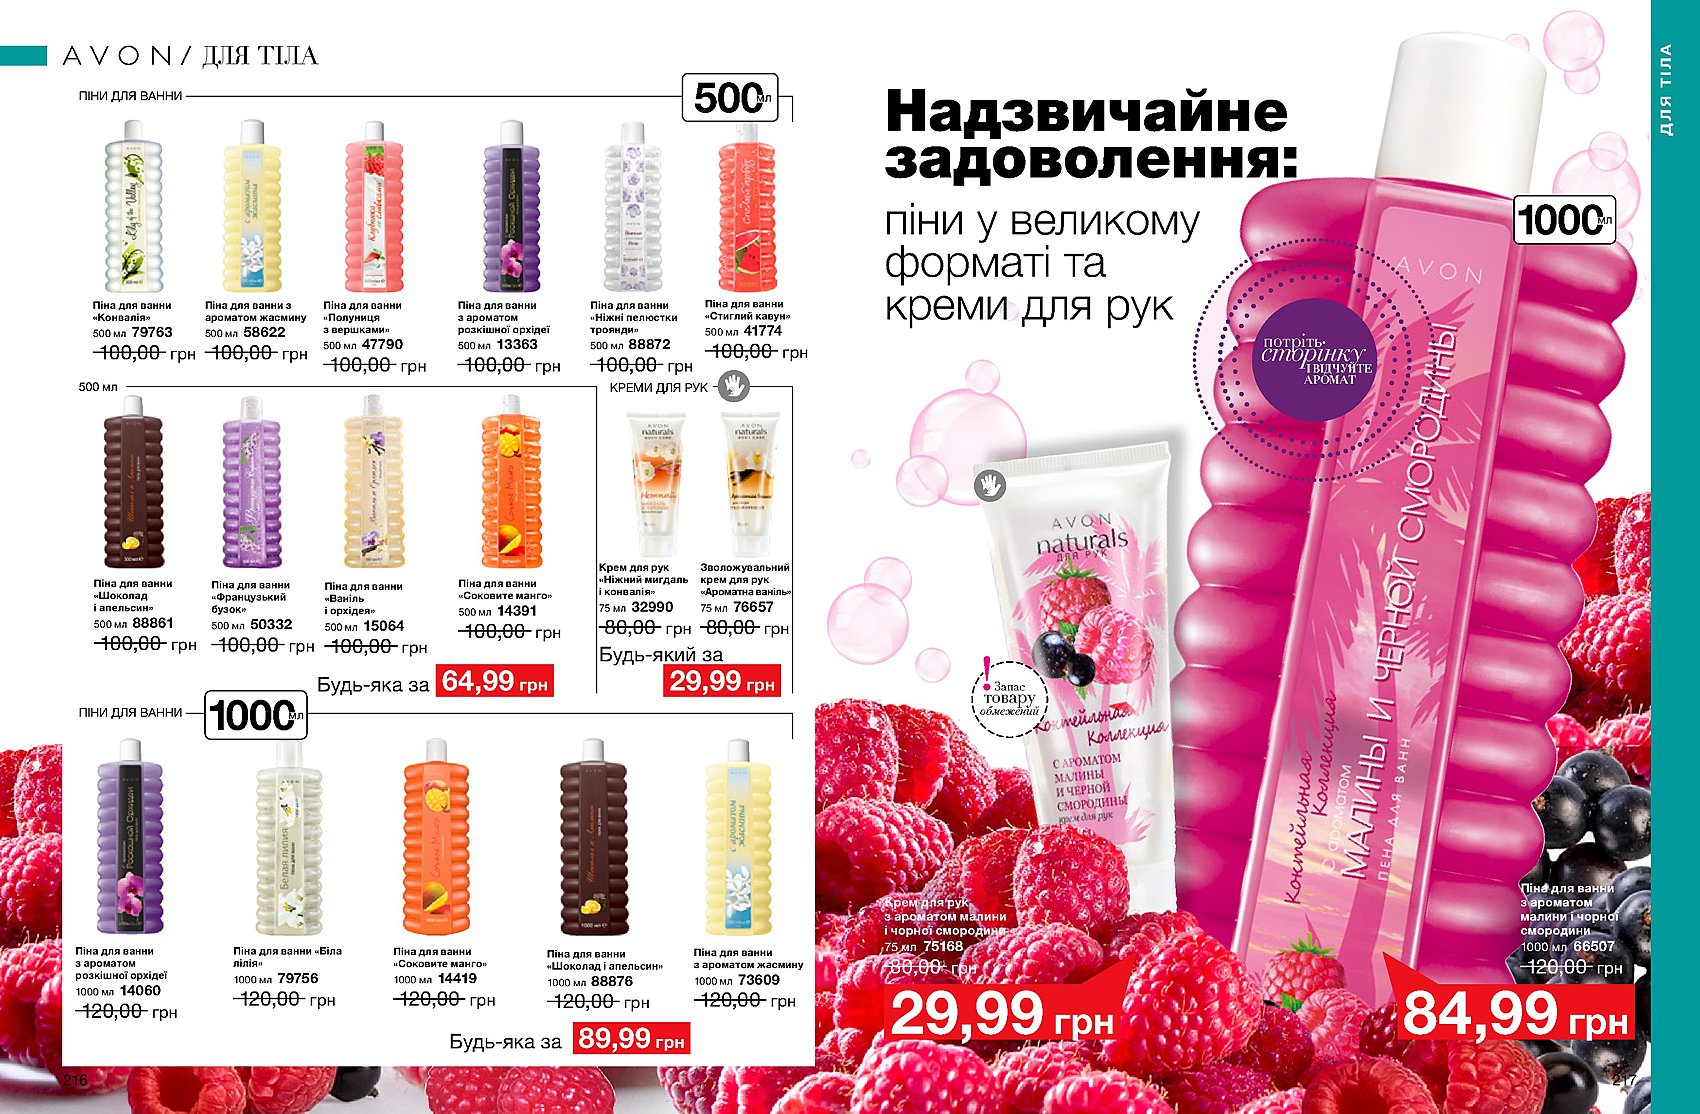 AVON / ДЛЯ ТІЛА
ПІНИ ДЛЯ ВАННИ
500 мл
Піна для ванни
«Конвалія»
500 мл 79763
100,00 грн
Піна для ванни з
ароматом жасмину
500 мл 58622
100,00 грн
Піна для ванни
«Полуниця
з вершками»
500 мл 47790
100,00 грн
Піна для ванни
з ароматом
розкішної орхідеї
500 мл 13363
100,00 грн
Піна для ванни
«Ніжні пелюстки
троянди»
500 мл 88872
100,00 грн
Піна для ванни
«Стиглий кавун»
500 мл 41774
100,00 грн
500 мл
Піна для ванни
«Шоколад
і апельсин»
500 мл 88861
100,00 грн
Піна для ванни
«Французький
бузок»
500 мл 50332
100,00 грн
Піна для ванни
«Ваніль
і орхідея»
500 мл 15064
100,00 грн
Піна для ванни
«Соковите манго»
500 мл 14391
100,00 грн
Будь-яка за 64,99 грн
КРЕМИ ДЛЯ РУК
AVON
naturals
AVON
naturals
Крем для рук
«Ніжний мигдаль
і конвалія»
75 мл 32990
80,00 грн
Зволожувальний
крем для рук
«Ароматна ваніль»
75 мл 76657
80,00 грн
Будь-який за
29,99 грн
ПІНИ ДЛЯ ВАННИ
1000 мл
Піна для ванни
з ароматом
розкішної орхідеї
1000 мл 14060
120,00 грн
Піна для ванни «Біла
лілія»
1000 мл 79756
120,00 грн
Піна для ванни
«Соковите манго»
1000 мл 14419
120,00 грн
Піна для ванни
«Шоколад і апельсин»
1000 мл 88876
120,00 грн
Піна для ванни
з ароматом жасмину
1000 мл 73609
120,00 грн
Будь-яка за 89,99 грн
216
Надзвичайне
задоволення:
піни у великому
форматі та
креми для рук
ДЛЯ ТІЛА
1000 мл
потріть
сторінку
і відчуйте
аромат
AVON
Коктейльная
Коллекция
С АРОМАТОМ
МАЛИНЫ И ЧЕРНОЙ СМОРОДИНЫ
ПЕНА ДЛЯ ВАНН
AVON
naturals
ДЛЯ РУК
Коктейльная
Коллекция
С АРОМАТОМ
МАЛИНЫ
И ЧЕРНОЙ
СМОРОДИНЫ
крем для рук
!
Запас
товару
обмежений
Крем для рук
з ароматом малини
і чорної смородини
75 мл 75168
80,00 грн
29,99 грн
Піна для ванни
з ароматом
малини і чорної
смородини
1000 мл 66507
120,00 грн
84,99 грн
217